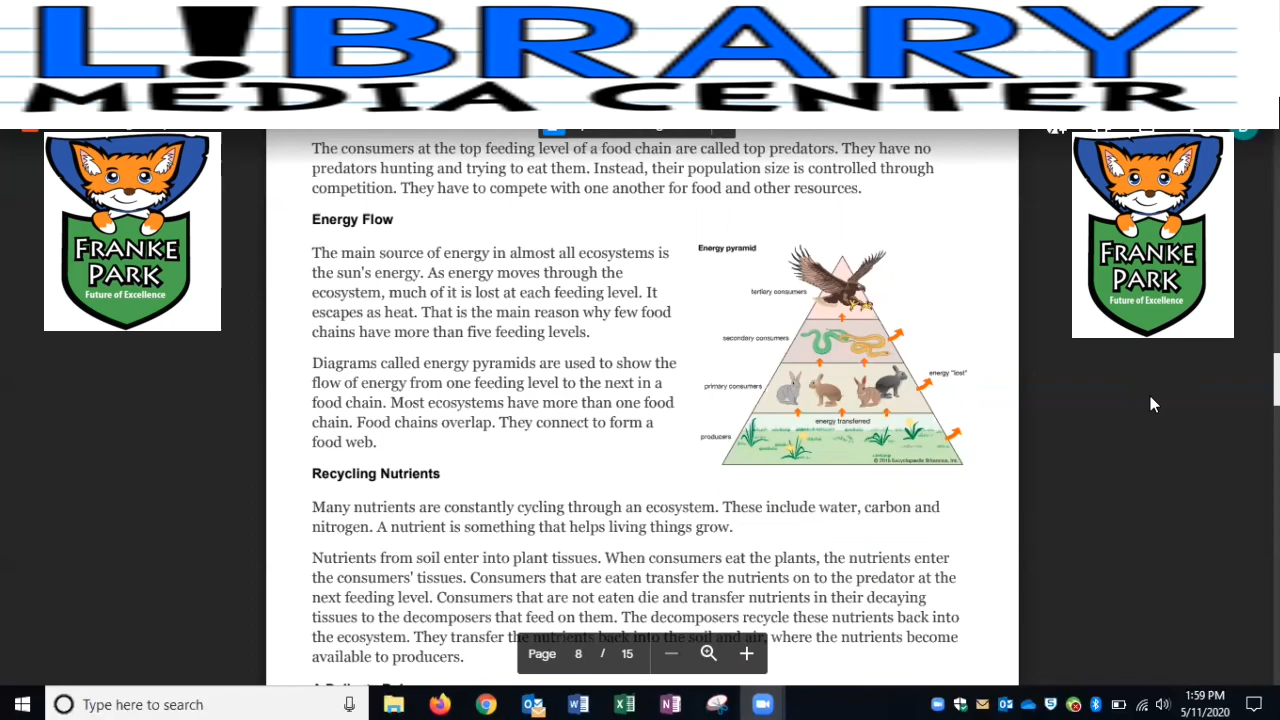 L!BRARY
MEDIA CENTER
FRANKE
PARK
Future of Excellence
FRANKE
PARK
Future of Excellence
The consumers at the top feeding level of a food chain are called top predators. They have no
predators hunting and trying to eat them. Instead, their population size is controlled through
competition. They have to compete with one another for food and other resources.
Energy Flow
The main source of energy in almost all ecosystems is
the sun's energy. As energy moves through the
ecosystem, much of it is lost at each feeding level. It
escapes as heat. That is the main reason why few food
chains have more than five feeding levels.
Diagrams called energy pyramids are used to show the
flow of energy from one feeding level to the next in a
food chain. Most ecosystems have more than one food
chain. Food chains overlap. They connect to form a
food web.
Energy pyramid
tertiary consumers
secondary consumers
energy "lost"
primary consumers
energy transferred
producers
© 2016 Encyclopædia Britannica, Inc.
Recycling Nutrients
Many nutrients are constantly cycling through an ecosystem. These include water, carbon and
nitrogen. A nutrient is something that helps living things grow.
Nutrients from soil enter into plant tissues. When consumers eat the plants, the nutrients enter
the consumers' tissues. Consumers that are eaten transfer the nutrients on to the predator at the
next feeding level. Consumers that are not eaten die and transfer nutrients in their decaying
tissues to the decomposers that feed on them. The decomposers recycle these nutrients back into
the ecosystem. They transfer the nutrients back into the soil and air, where the nutrients become
available to producers.
Page 8 / 15
Type here to search
1:59 PM
5/11/2020